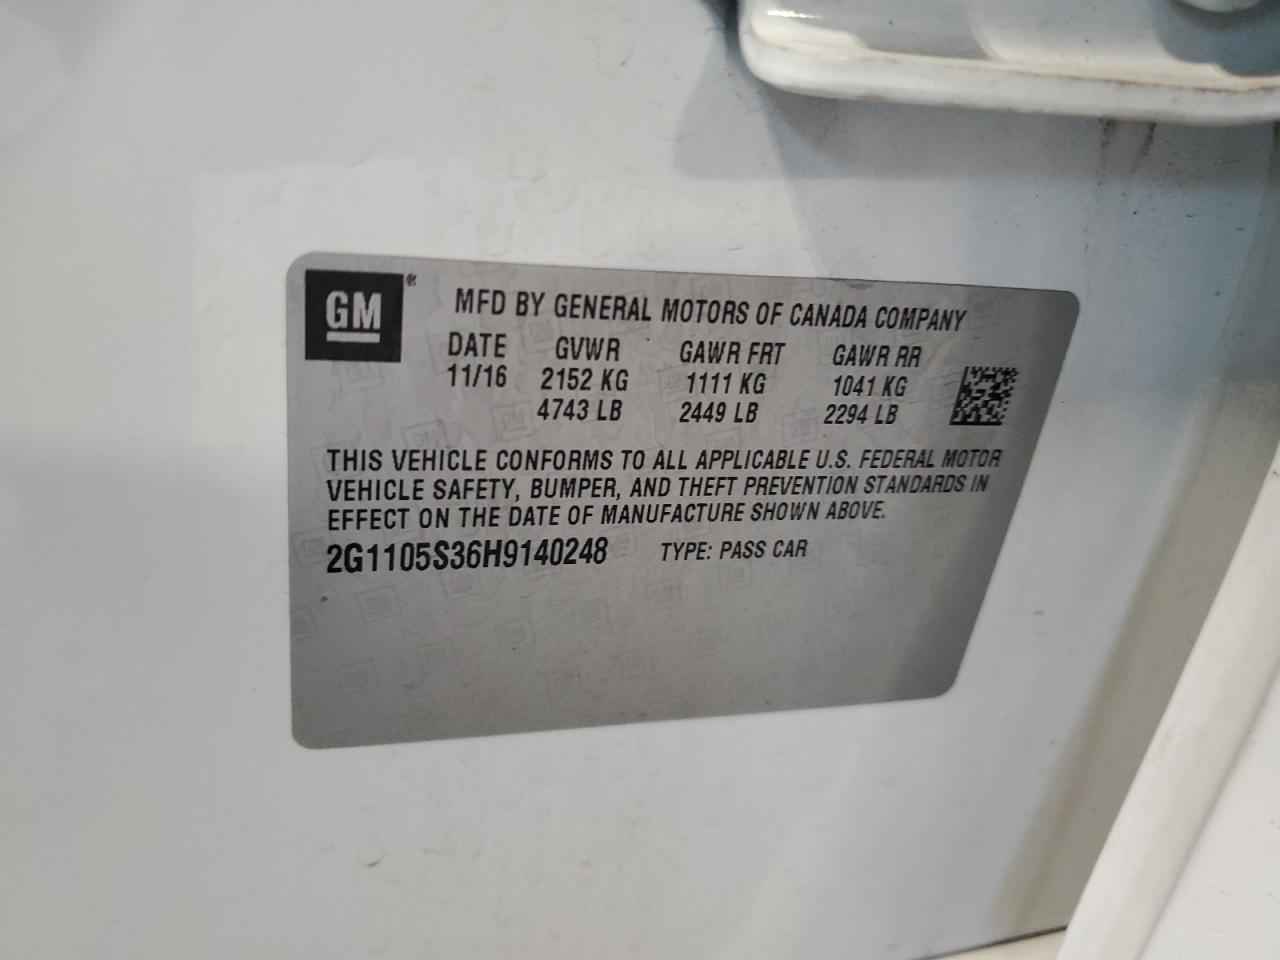 GM ®
MFD BY GENERAL MOTORS OF CANADA COMPANY
DATE GVWR GAWR FRT GAWR RR
11/16 2152 KG 1111 KG 1041 KG
4743 LB 2449 LB 2294 LB
THIS VEHICLE CONFORMS TO ALL APPLICABLE U.S. FEDERAL MOTOR
VEHICLE SAFETY, BUMPER, AND THEFT PREVENTION STANDARDS IN
EFFECT ON THE DATE OF MANUFACTURE SHOWN ABOVE.
2G1105S36H9140248 TYPE: PASS CAR